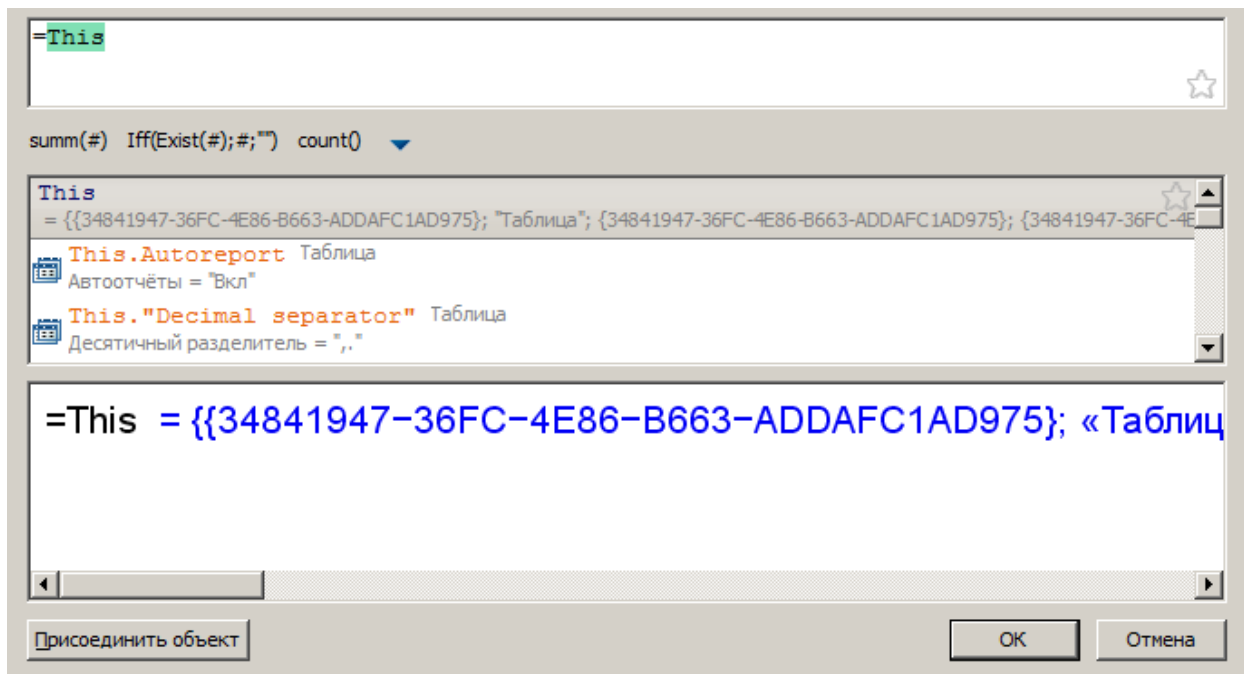 =This
summ(#) Iff(Exist(#);#;"") count()
This
= {{34841947-36FC-4E86-B663-ADDAFC1AD975}; "Таблица"; {34841947-36FC-4E86-B663-ADDAFC1AD975}; {34841947-36FC-4E
This.Autoreport Таблица
Автоотчёты = "Вкл"
This."Decimal separator" Таблица
Десятичный разделитель = ",."
=This = {{34841947−36FC−4E86−B663−ADDAFC1AD975}; «Таблиц
Присоединить объект OK Отмена